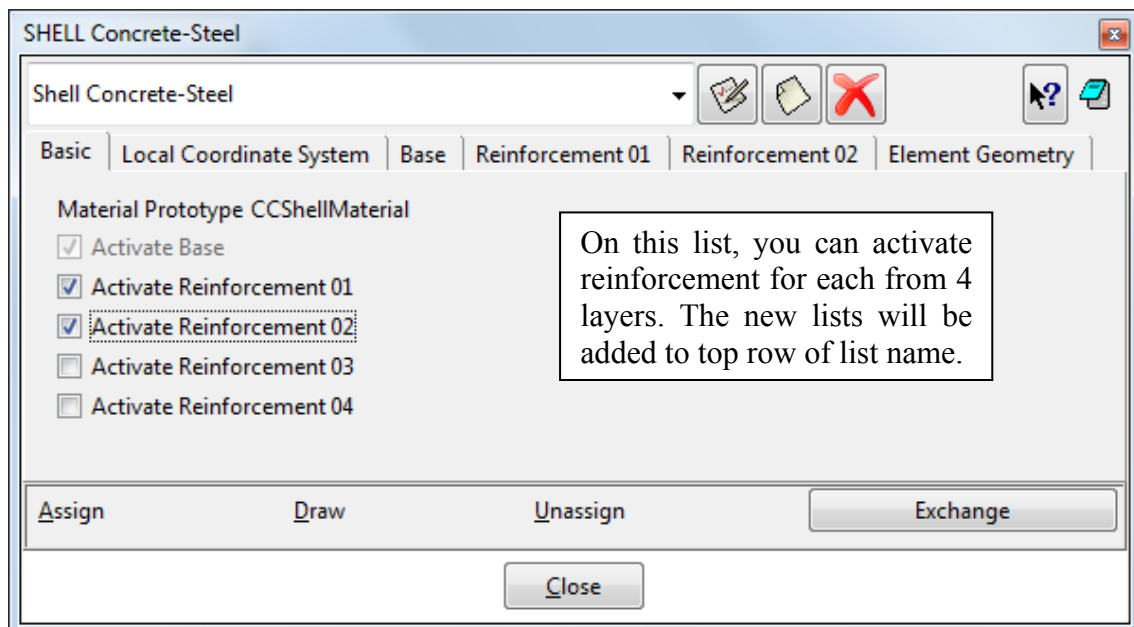 SHELL Concrete-Steel
Shell Concrete-Steel
Basic Local Coordinate System Base Reinforcement 01 Reinforcement 02 Element Geometry
Material Prototype CCShellMaterial
Activate Base
Activate Reinforcement 01
Activate Reinforcement 02
Activate Reinforcement 03
Activate Reinforcement 04
On this list, you can activate
reinforcement for each from 4
layers. The new lists will be
added to top row of list name.
Assign Draw Unassign Exchange
Close